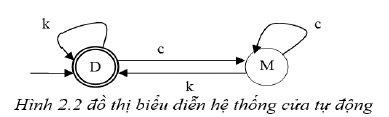 k
c
c
D
M
k
Hình 2.2 đồ thị biểu diễn hệ thống cửa tự động